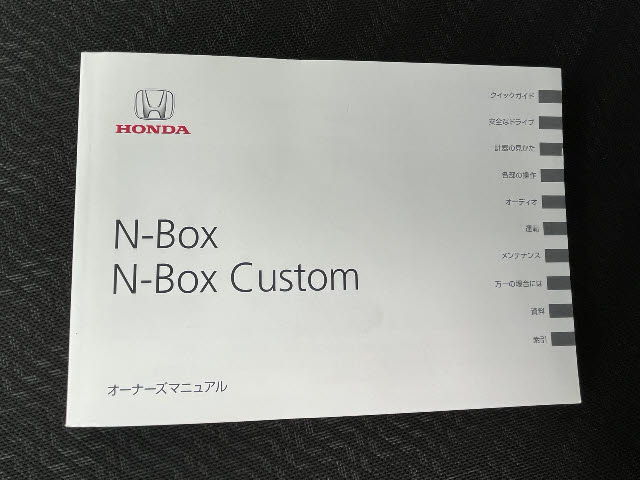 HONDA
N-Box
N-Box Custom
オーナーズマニュアル
クイックガイド
安全なドライブ
計器の見かた
各部の操作
オーディオ
運転
メンテナンス
万一の場合には
資料
索引